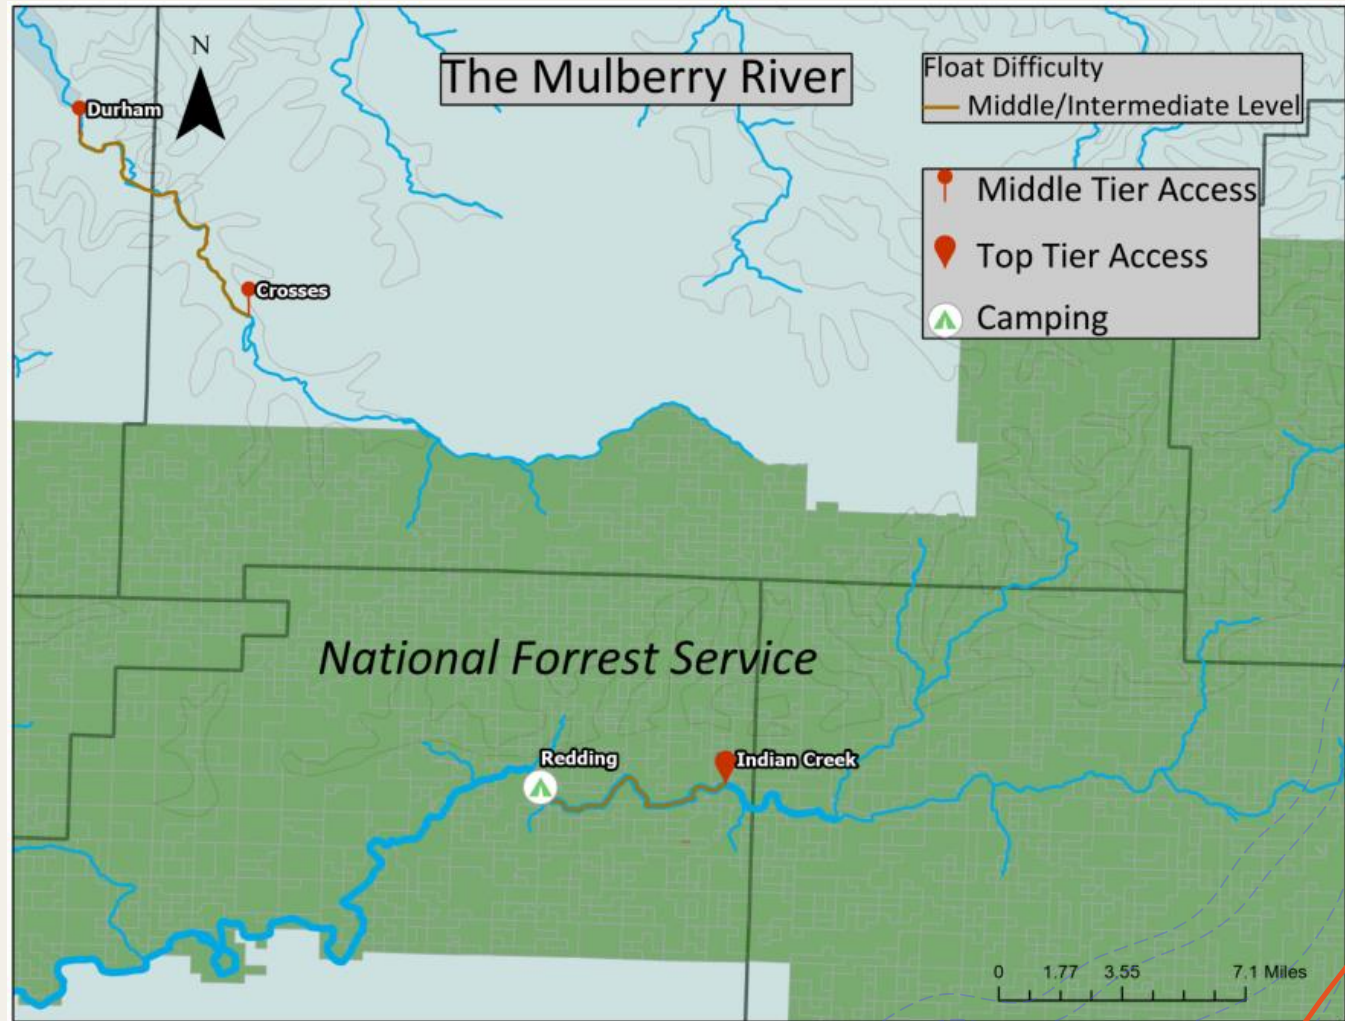 N
The Mulberry River
Float Difficulty
Middle/Intermediate Level
Middle Tier Access
Top Tier Access
Camping
Durham
Crosses
National Forrest Service
Redding
Indian Creek
0 1.77 3.55 7.1 Miles